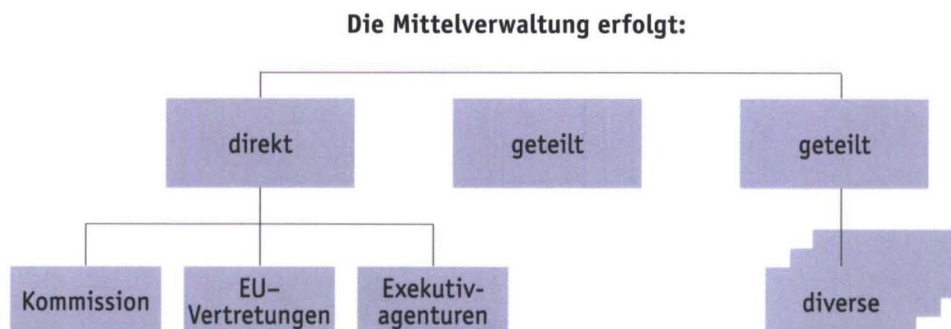 Die Mittelverwaltung erfolgt:
direkt
geteilt
geteilt
Kommission
EU–
Vertretungen
Exekutiv-
agenturen
diverse